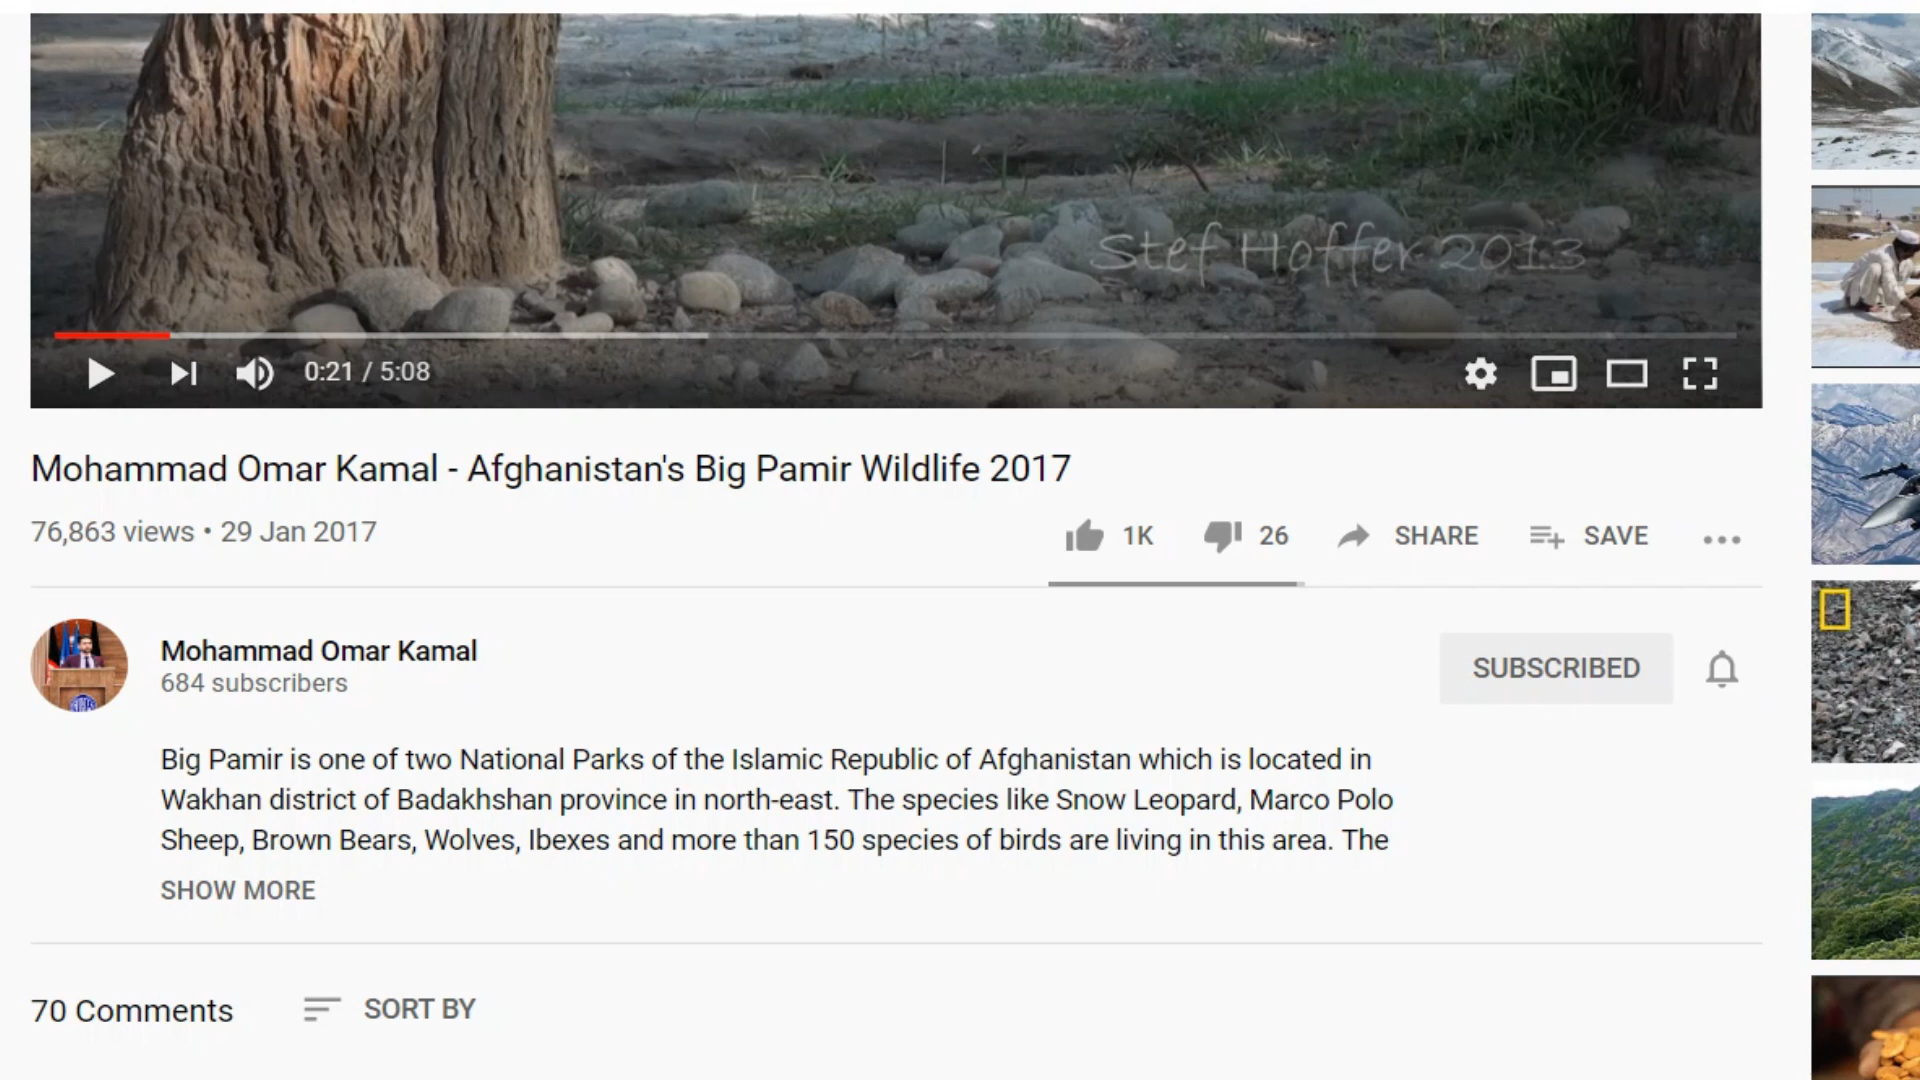 Stef Hoffer 2013
0:21 / 5:08
Mohammad Omar Kamal - Afghanistan's Big Pamir Wildlife 2017
76,863 views • 29 Jan 2017
1K 26 SHARE SAVE
Mohammad Omar Kamal
684 subscribers
SUBSCRIBED
Big Pamir is one of two National Parks of the Islamic Republic of Afghanistan which is located in
Wakhan district of Badakhshan province in north-east. The species like Snow Leopard, Marco Polo
Sheep, Brown Bears, Wolves, Ibexes and more than 150 species of birds are living in this area. The
SHOW MORE
70 Comments SORT BY